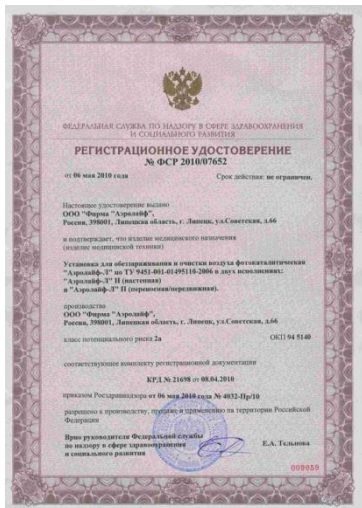 ФЕДЕРАЛЬНАЯ СЛУЖБА ПО НАДЗОРУ В СФЕРЕ ЗДРАВООХРАНЕНИЯ
И СОЦИАЛЬНОГО РАЗВИТИЯ
РЕГИСТРАЦИОННОЕ УДОСТОВЕРЕНИЕ
№ ФСР 2010/07652
от 06 мая 2010 года Срок действия: не ограничен.
Настоящее удостоверение выдано
ООО "Фирма "Аэролайф",
Россия, 398001, Липецкая область, г. Липецк, ул.Советская, д.66
и подтверждает, что изделие медицинского назначения
(изделие медицинской техники)
Установка для обеззараживания и очистки воздуха фотокаталитическая
"Аэролайф-Л" по ТУ 9451-001-01495110-2006 в двух исполнениях:
"Аэролайф-Л" Н (настенная)
и "Аэролайф-Л" П (переносная/передвижная).
производства
ООО "Фирма "Аэролайф",
Россия, 398001, Липецкая область, г. Липецк, ул.Советская, д.66
класс потенциального риска 2а ОКП 94 5140
соответствующее комплекту регистрационной документации
КРД № 21698 от 08.04.2010
приказом Росздравнадзора от 06 мая 2010 года № 4032-Пр/10
разрешено к производству, продаже и применению на территории Российской
Федерации
Врио руководителя Федеральной службы
по надзору в сфере здравоохранения
и социального развития Е.А. Тельнова
009059